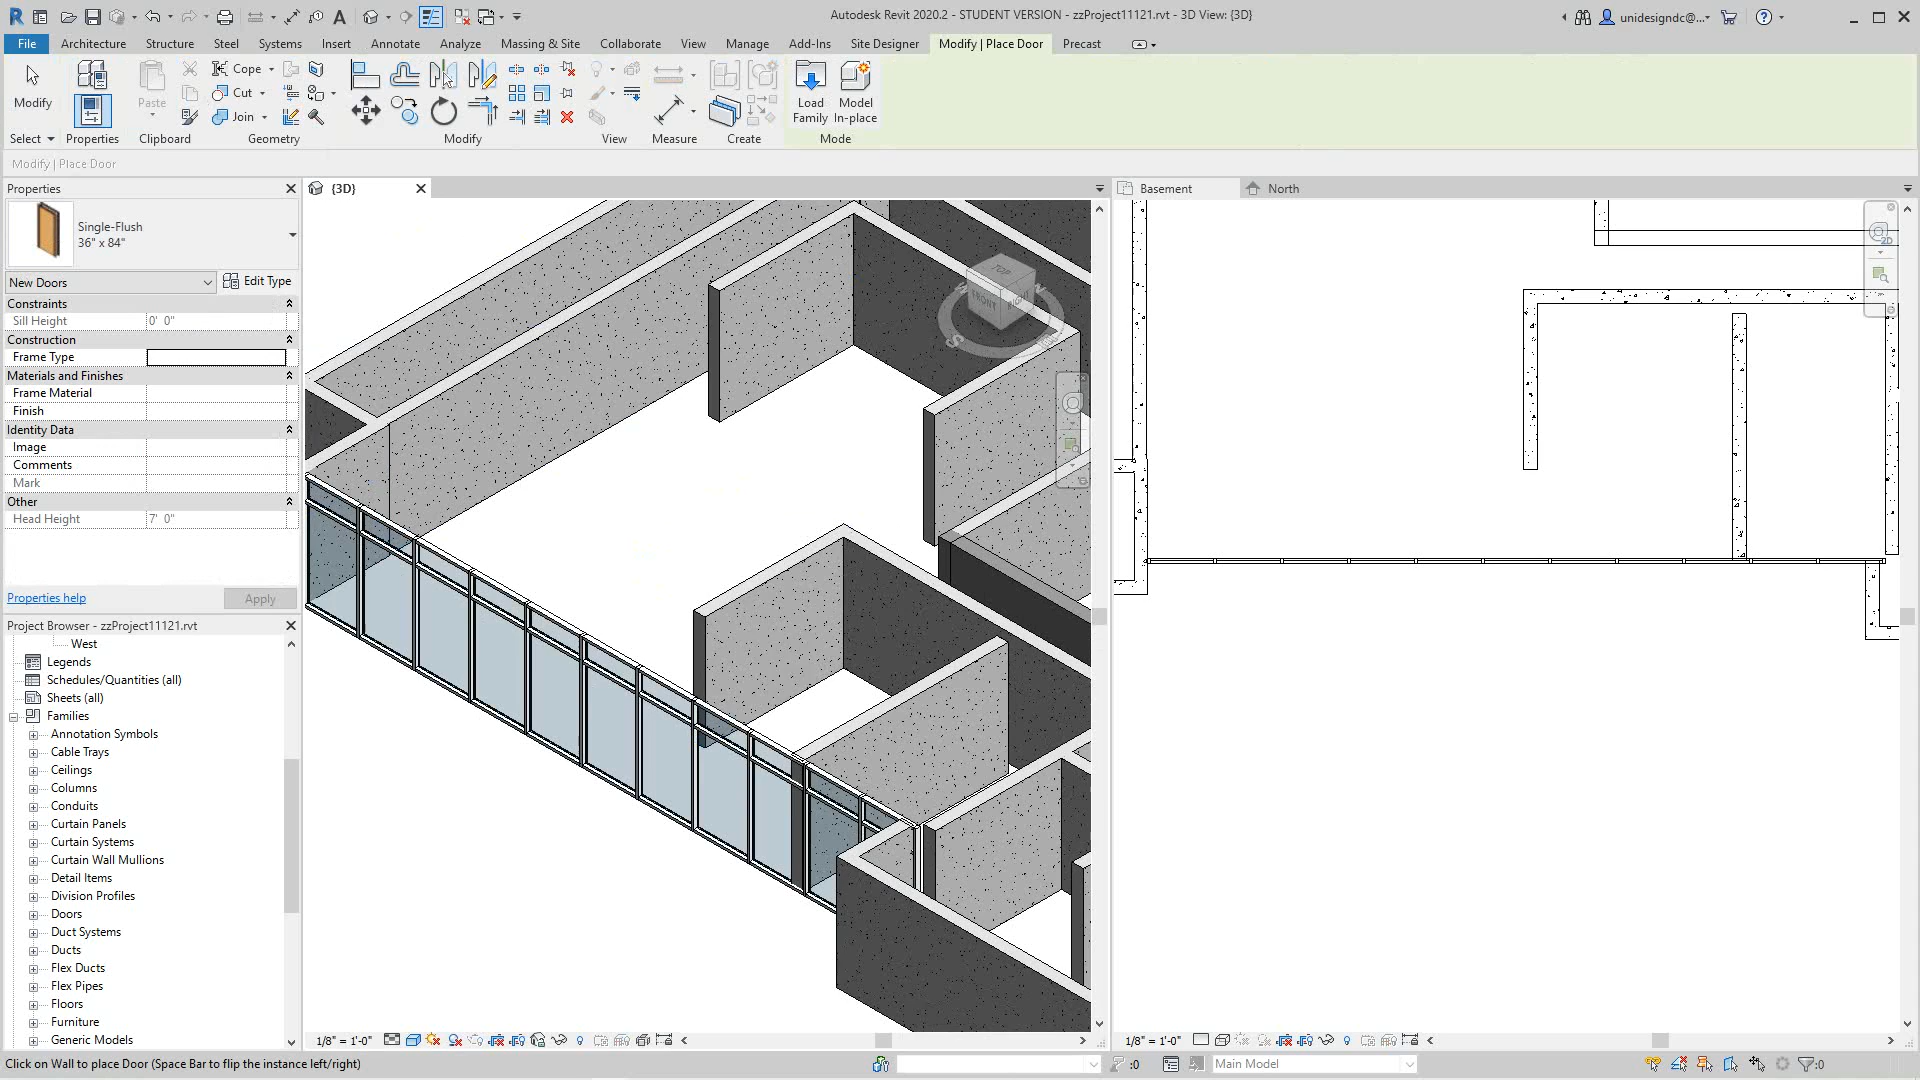 Autodesk Revit 2020.2 - STUDENT VERSION - zzProject11121.rvt - 3D View: {3D}
unidesigndc@...
File Architecture Structure Steel Systems Insert Annotate Analyze Massing & Site Collaborate View Manage Add-Ins Site Designer Modify | Place Door Precast
Modify
Paste
Cope
Cut
Join
Load Family
Model In-place
Select Properties Clipboard Geometry Modify View Measure Create Mode
Modify | Place Door
Properties
{3D}
Basement
North
Single-Flush
36" x 84"
New Doors
Edit Type
Constraints
Sill Height 0' 0"
Construction
Frame Type
Materials and Finishes
Frame Material
Finish
Identity Data
Image
Comments
Mark
Other
Head Height 7' 0"
Properties help
Apply
Project Browser - zzProject11121.rvt
West
Legends
Schedules/Quantities (all)
Sheets (all)
Families
Annotation Symbols
Cable Trays
Ceilings
Columns
Conduits
Curtain Panels
Curtain Systems
Curtain Wall Mullions
Detail Items
Division Profiles
Doors
Duct Systems
Ducts
Flex Ducts
Flex Pipes
Floors
Furniture
Generic Models
TOP
FRONT
RIGHT
S
2D
1/8" = 1'-0"
1/8" = 1'-0"
Click on Wall to place Door (Space Bar to flip the instance left/right)
:0
Main Model
:0